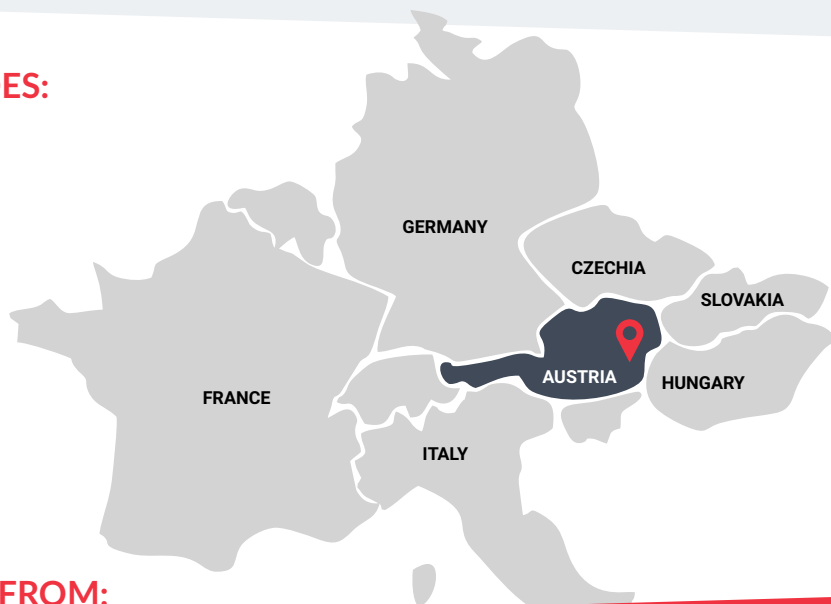 ES:
GERMANY
CZECHIA
SLOVAKIA
AUSTRIA
HUNGARY
FRANCE
ITALY
FROM: